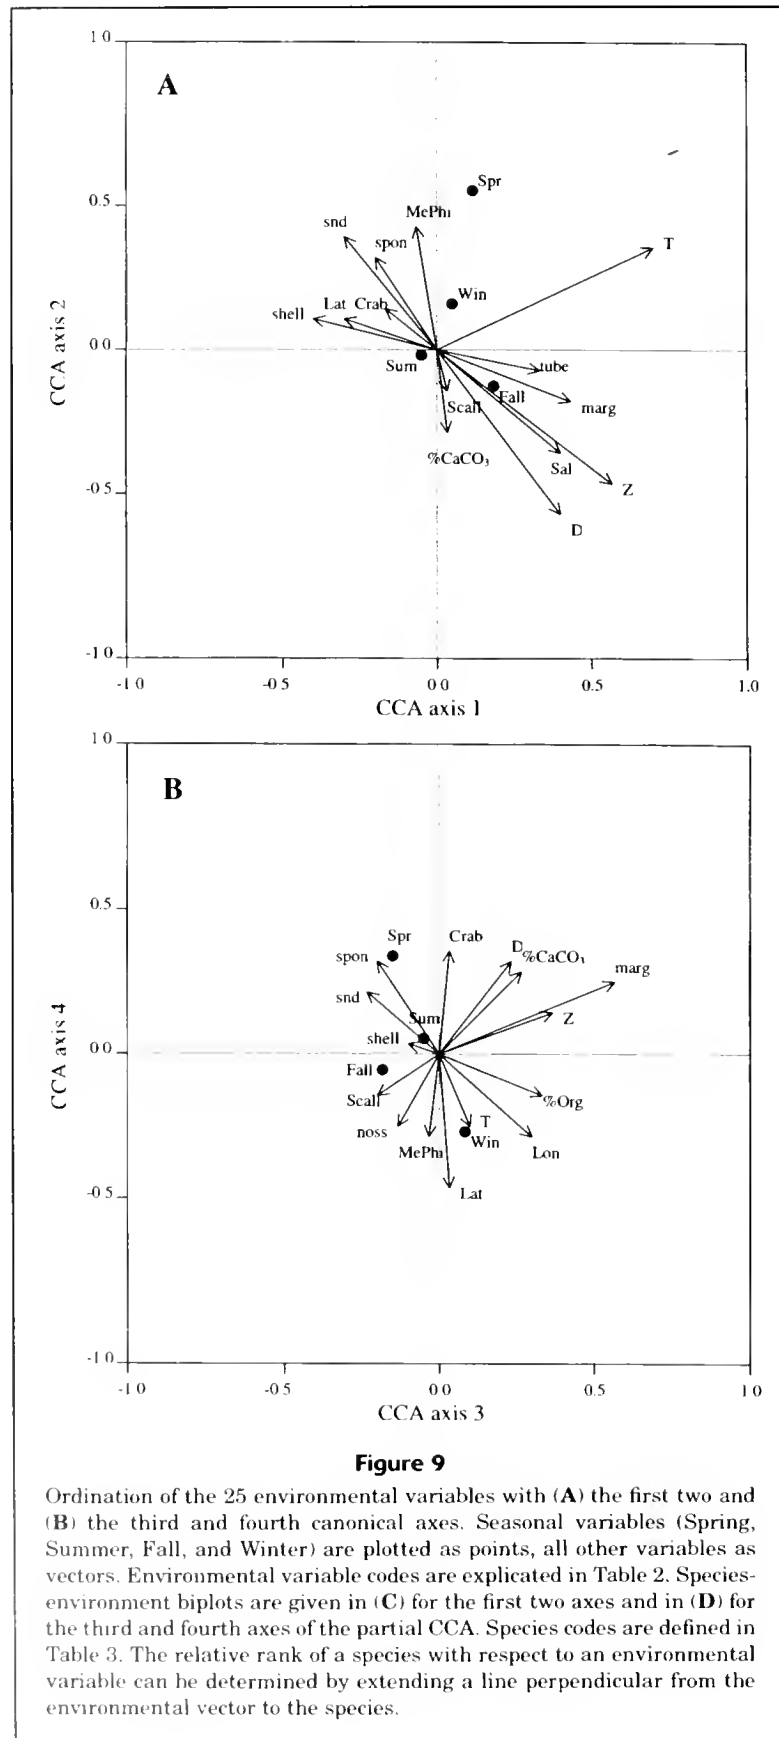 1 0
A
Spr
0.5
MePhi
snd
T
spon
Win
Lat Crab
shell
CCA axis 2
0.0
Sum
tube
Fall
Scall
marg
%CaCO₃
Sal
Z
-0 5
D
-1 0
-1 0 -0 5 0 0 0.5 1.0
CCA axis 1
1 0
B
0.5
Spr Crab
D %CaCO₃
spon
marg
snd
Sum
Z
shell
CCA axis 4
0.0
Fall
Scall
%Org
noss
T
Win
MePhi
Lon
Lat
-0 5
-1 0
-1 0 -0 5 0 0 0.5 1 0
CCA axis 3
Figure 9
Ordination of the 25 environmental variables with (A) the first two and
(B) the third and fourth canonical axes. Seasonal variables (Spring,
Summer, Fall, and Winter) are plotted as points, all other variables as
vectors. Environmental variable codes are explicated in Table 2. Species-
environment biplots are given in (C) for the first two axes and in (D) for
the third and fourth axes of the partial CCA. Species codes are defined in
Table 3. The relative rank of a species with respect to an environmental
variable can be determined by extending a line perpendicular from the
environmental vector to the species.